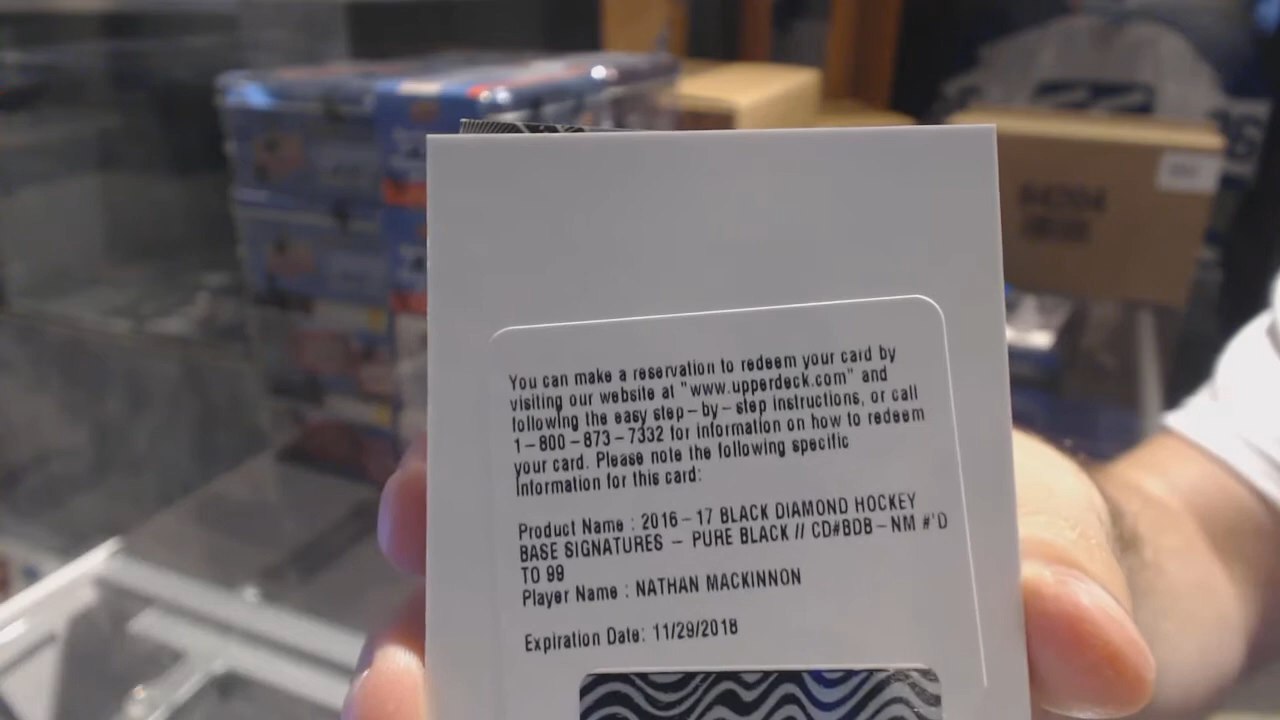 You can make a reservation to redeem your card by
visiting our website at "www.upperdeck.com" and
following the easy step-by-step instructions, or call
1-800-873-7332 for information on how to redeem
your card. Please note the following specific
information for this card:
Product Name : 2016-17 BLACK DIAMOND HOCKEY
BASE SIGNATURES - PURE BLACK // CD#BDB-NM #'D
TO 99
Player Name : NATHAN MACKINNON
Expiration Date: 11/29/2018